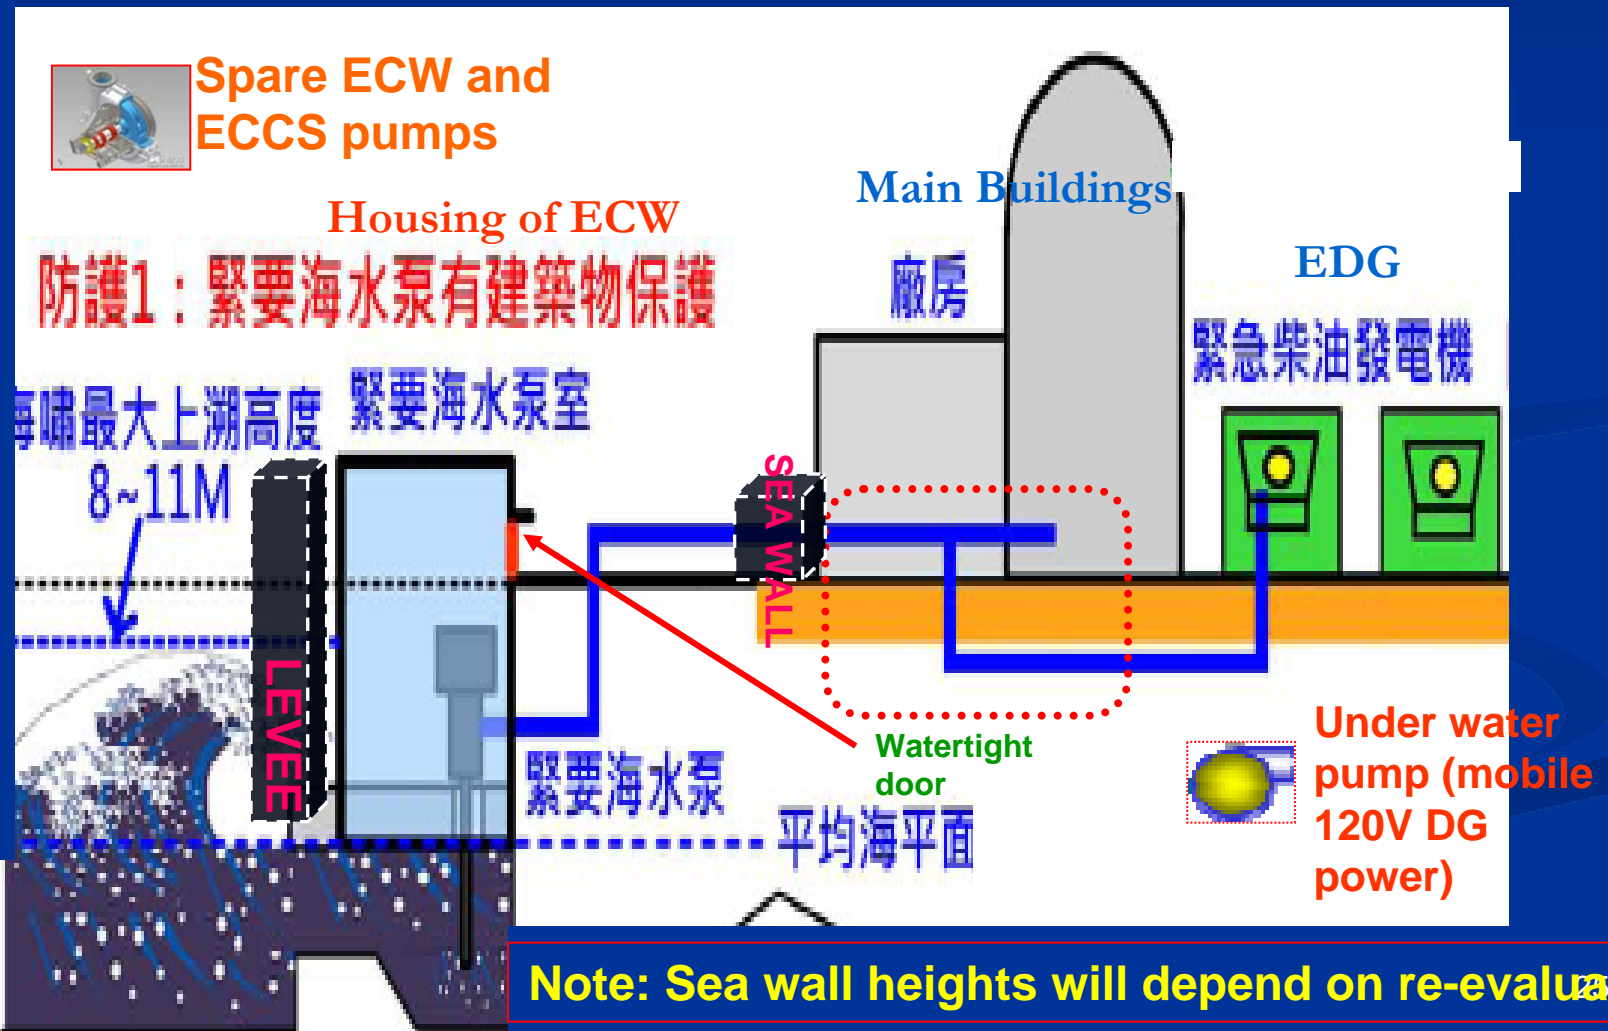 Spare ECW and
ECCS pumps
Main Buildings
Housing of ECW
EDG
防護1：緊要海水泵有建築物保護
廠房
緊急柴油發電機
海嘯最大上溯高度
緊要海水泵室
8~11M
SEA WALL
LEVEE
Watertight
door
緊要海水泵
平均海平面
Under water
pump (mobile
120V DG
power)
Note: Sea wall heights will depend on